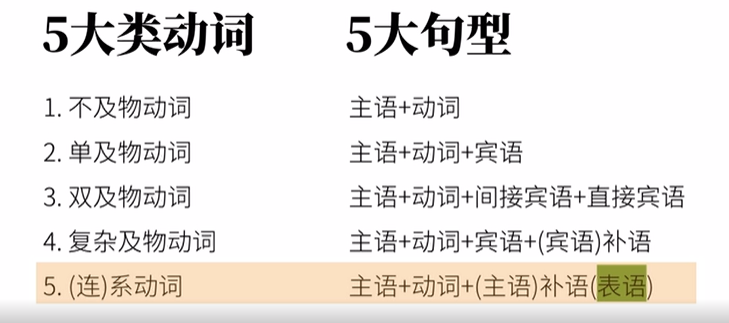 5大类动词 5大句型
1. 不及物动词 主语+动词
2. 单及物动词 主语+动词+宾语
3. 双及物动词 主语+动词+间接宾语+直接宾语
4. 复杂及物动词 主语+动词+宾语+(宾语)补语
5. (连)系动词 主语+动词+(主语)补语(表语)